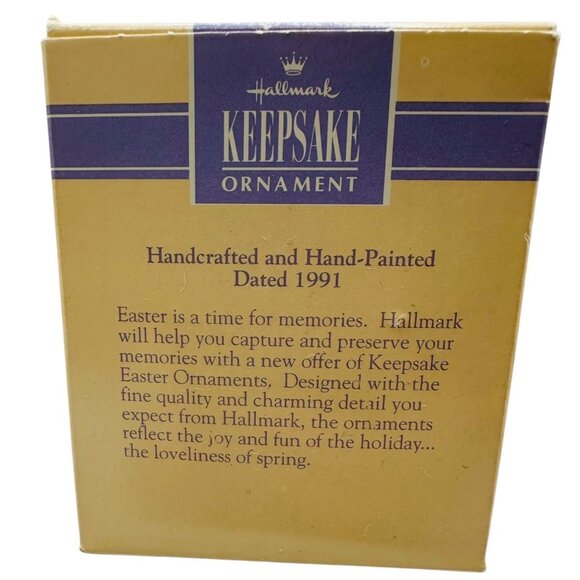 Hallmark
KEEPSAKE
ORNAMENT
Handcrafted and Hand-Painted
Dated 1991
Easter is a time for memories. Hallmark
will help you capture and preserve your
memories with a new offer of Keepsake
Easter Ornaments. Designed with the
fine quality and charming detail you
expect from Hallmark, the ornaments
reflect the joy and fun of the holiday...
the loveliness of spring.